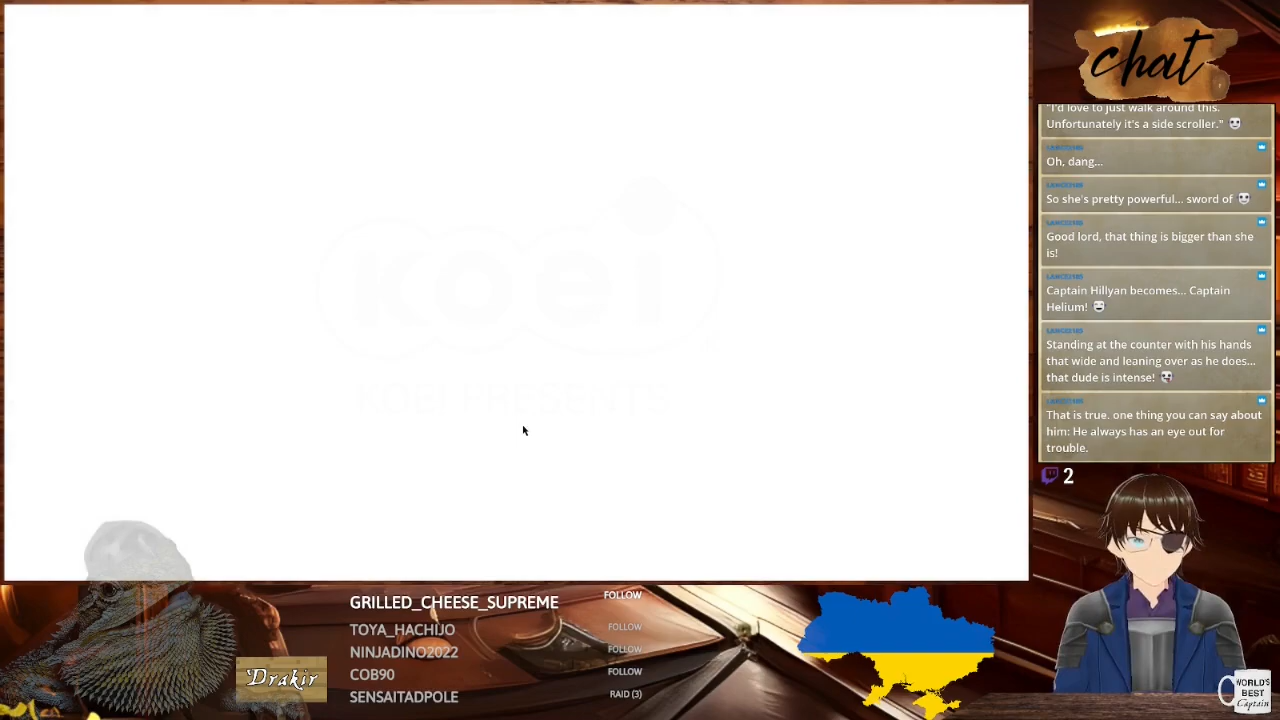 koei
KOEI PRESENTS
chat
"I'd love to just walk around this.
Unfortunately it's a side scroller."
LANCE5185
Oh, dang...
So she's pretty powerful... sword of
Good lord, that thing is bigger than she
is!
Captain Hillyan becomes... Captain
Helium!
Standing at the counter with his hands
that wide and leaning over as he does...
that dude is intense!
That is true. one thing you can say about
him: He always has an eye out for
trouble.
2
Drakir
GRILLED_CHEESE_SUPREME FOLLOW
TOYA_HACHIJO FOLLOW
NINJADINO2022 FOLLOW
COB90 FOLLOW
SENSAITADPOLE RAID (3)
WORLD'S
BEST
Captain